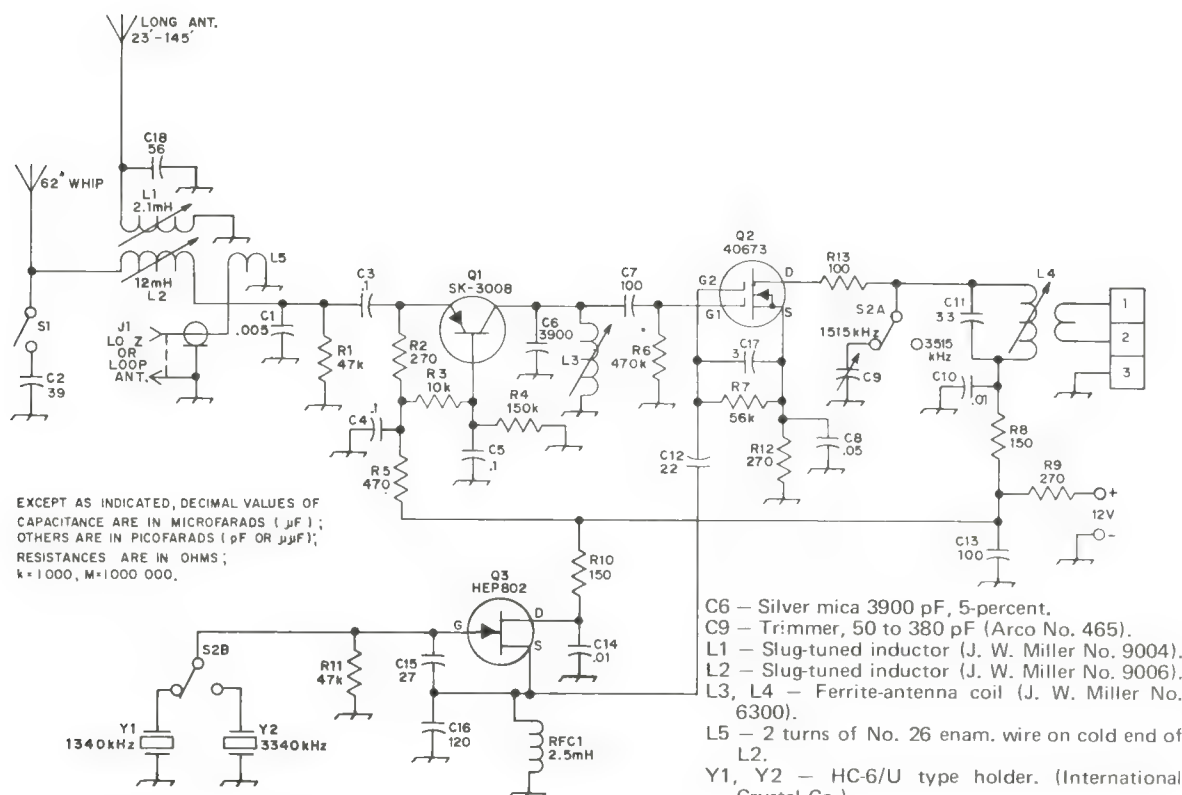 LONG ANT.
23'-145'
C18
56
62" WHIP
L1
2.1mH
12mH
L2
L5
S1
C2
39
J1
LO Z
OR
LOOP
ANT.
C1
.005
R1
47k
C3
.1
R2
270
R3
10k
C4
.1
R5
470
Q1
SK-3008
R4
150k
C5
.1
C6
3900
L3
C7
100
R6
470k
Q2
40673
G2
G1
D
S
C17
3
R7
56k
C12
22
R12
270
C8
.05
R13
100
S2A
1515kHz
3515
kHz
C9
C11
33
L4
C10
.01
1
2
3
R8
150
R9
270
+
12V
-
C13
100
EXCEPT AS INDICATED, DECIMAL VALUES OF
CAPACITANCE ARE IN MICROFARADS ( μF ) ;
OTHERS ARE IN PICOFARADS ( pF OR μμF);
RESISTANCES ARE IN OHMS ;
k=1000, M=1000 000.
R10
150
Q3
HEP802
G
D
S
C14
.01
S2B
R11
47k
C15
27
C16
120
RFC1
2.5mH
Y1
1340kHz
Y2
3340kHz
C6 — Silver mica 3900 pF, 5-percent.
C9 — Trimmer, 50 to 380 pF (Arco No. 465).
L1 — Slug-tuned inductor (J. W. Miller No. 9004).
L2 — Slug-tuned inductor (J. W. Miller No. 9006).
L3, L4 — Ferrite-antenna coil (J. W. Miller No.
6300).
L5 — 2 turns of No. 26 enam. wire on cold end of
L2.
Y1, Y2 — HC-6/U type holder. (International